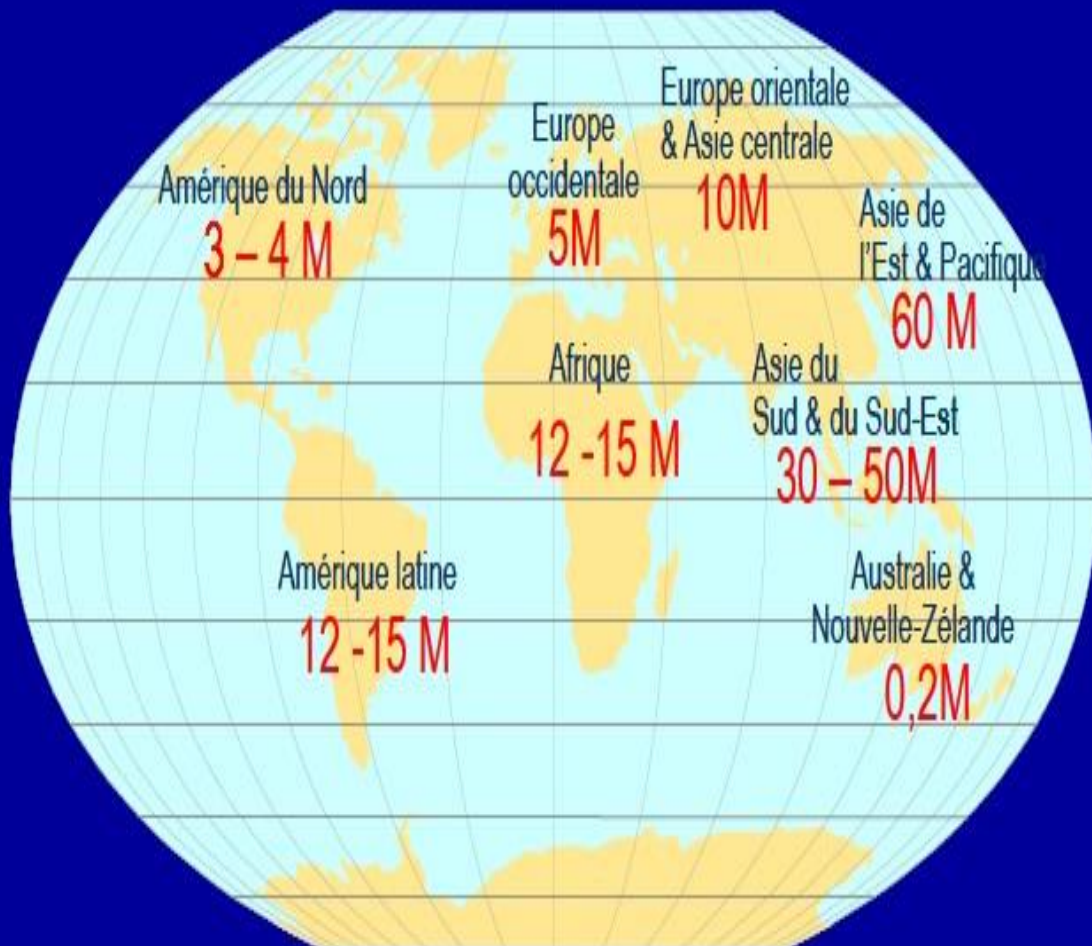 Amérique du Nord
3 – 4 M
Europe
occidentale
5M
Europe orientale
& Asie centrale
10M
Asie de
l'Est & Pacifique
60 M
Afrique
12 -15 M
Asie du
Sud & du Sud-Est
30 – 50M
Amérique latine
12 -15 M
Australie &
Nouvelle-Zélande
0,2M